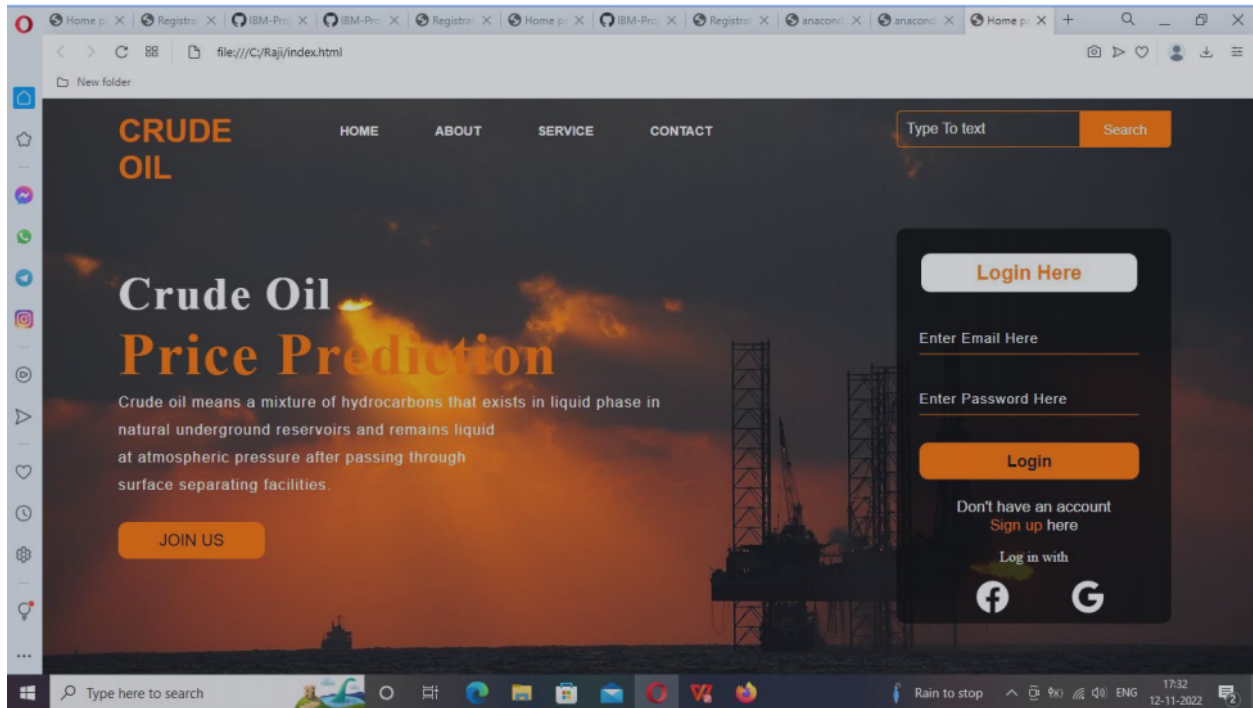 Home p
Registrat
IBM-Pro
IBM-Pro
Registrat
Home p
IBM-Pro
Registrat
anacond
anacond
Home p
file:///C:/Raji/index.html
New folder
CRUDE
OIL
HOME
ABOUT
SERVICE
CONTACT
Type To text
Search
Crude Oil
Price Prediction
Crude oil means a mixture of hydrocarbons that exists in liquid phase in
natural underground reservoirs and remains liquid
at atmospheric pressure after passing through
surface separating facilities.
JOIN US
Login Here
Enter Email Here
Enter Password Here
Login
Don't have an account
Sign up here
Log in with
Type here to search
Rain to stop
ENG
17:32
12-11-2022
2